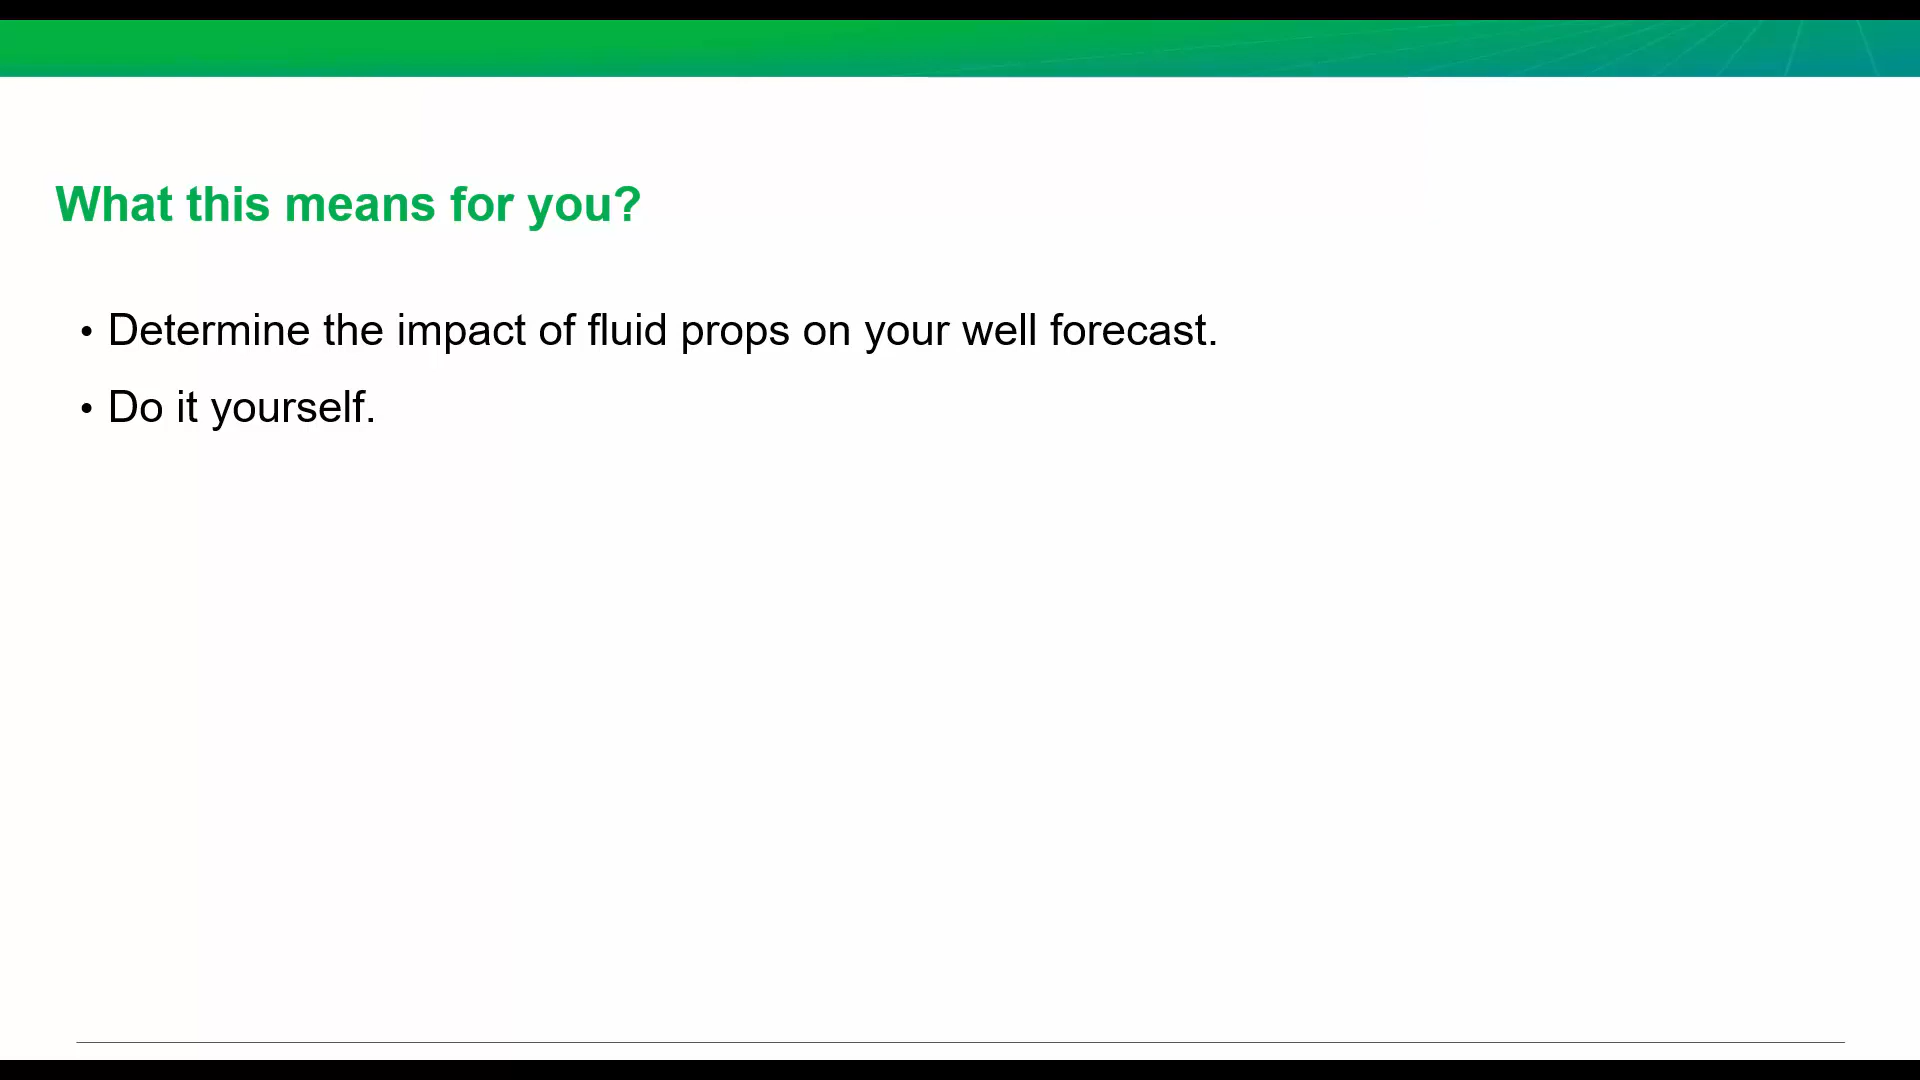 What this means for you?
• Determine the impact of fluid props on your well forecast.
• Do it yourself.